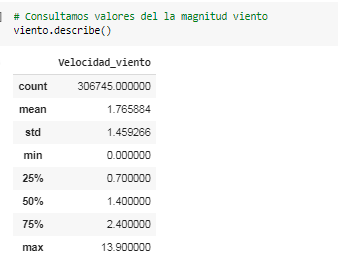 # Consultamos valores del la magnitud viento
viento.describe()
Velocidad_viento
count 306745.000000
mean 1.765884
std 1.459266
min 0.000000
25% 0.700000
50% 1.400000
75% 2.400000
max 13.900000